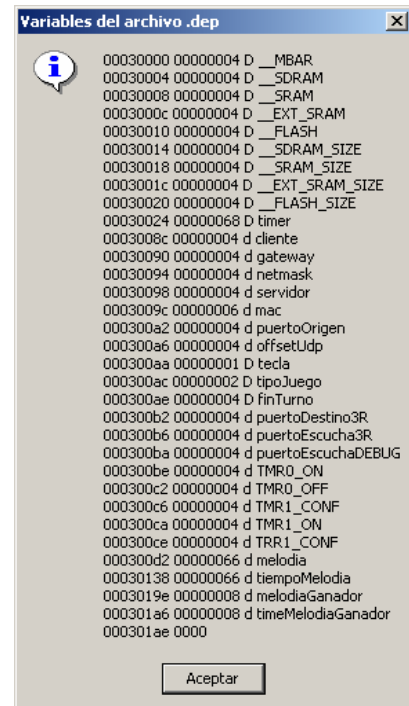 Variables del archivo .dep
00030000 00000004 D __MBAR
00030004 00000004 D __SDRAM
00030008 00000004 D __SRAM
0003000c 00000004 D __EXT_SRAM
00030010 00000004 D __FLASH
00030014 00000004 D __SDRAM_SIZE
00030018 00000004 D __SRAM_SIZE
0003001c 00000004 D __EXT_SRAM_SIZE
00030020 00000004 D __FLASH_SIZE
00030024 00000068 D timer
0003008c 00000004 d cliente
00030090 00000004 d gateway
00030094 00000004 d netmask
00030098 00000004 d servidor
0003009c 00000006 d mac
000300a2 00000004 d puertoOrigen
000300a6 00000004 d offsetUdp
000300aa 00000001 D tecla
000300ac 00000002 D tipoJuego
000300ae 00000004 D finTurno
000300b2 00000004 d puertoDestino3R
000300b6 00000004 d puertoEscucha3R
000300ba 00000004 d puertoEscuchaDEBUG
000300be 00000004 d TMR0_ON
000300c2 00000004 d TMR0_OFF
000300c6 00000004 d TMR1_CONF
000300ca 00000004 d TMR1_ON
000300ce 00000004 d TRR1_CONF
000300d2 00000066 d melodia
00030138 00000066 d tiempoMelodia
0003019e 00000008 d melodiaGanador
000301a6 00000008 d timeMelodiaGanador
000301ae 0000
Aceptar